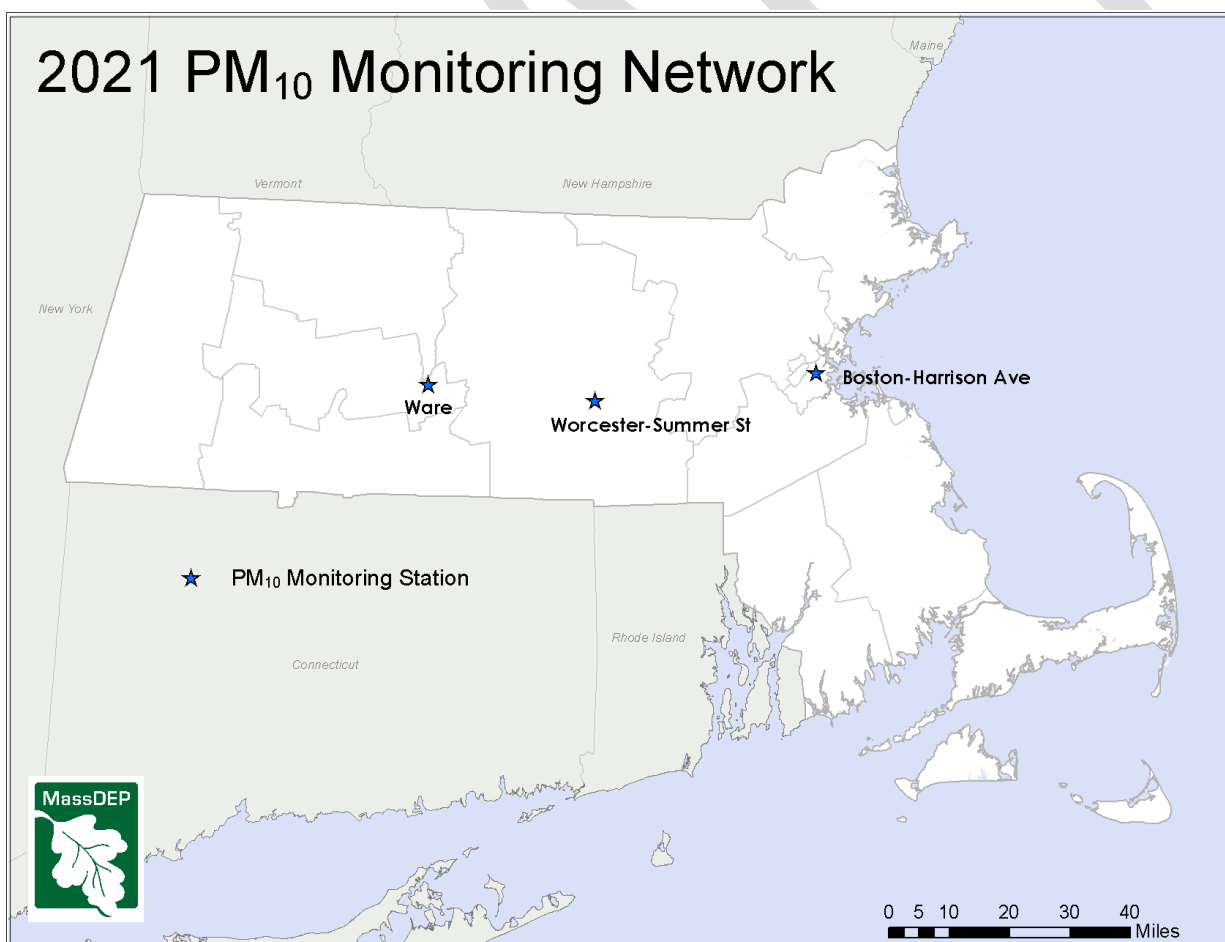 2021 PM₁₀ Monitoring Network
Maine
Vermont
New Hampshire
New York
Boston-Harrison Ave
Ware
Worcester-Summer St
PM₁₀ Monitoring Station
Rhode Island
Connecticut
MassDEP
0 5 10 20 30 40
Miles